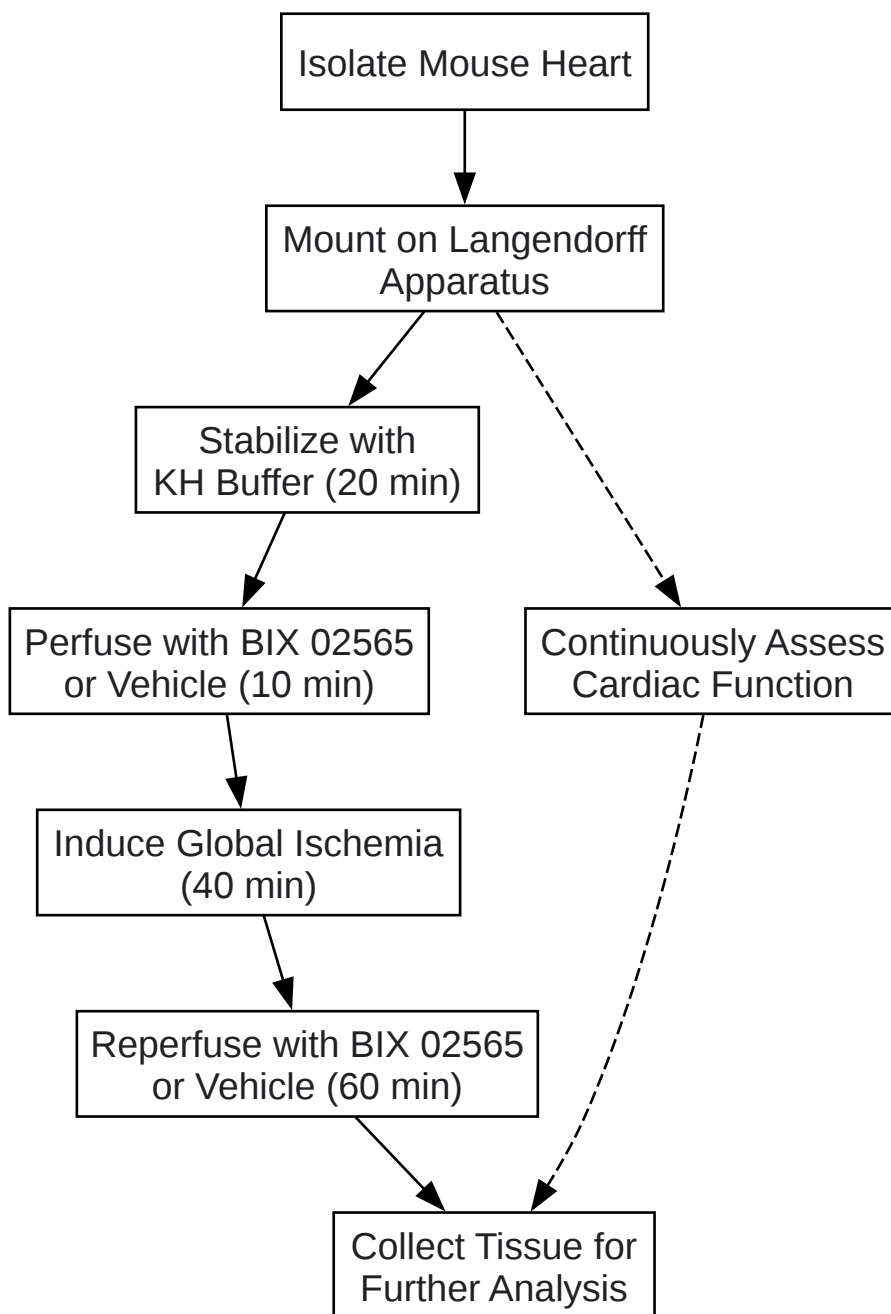 Isolate Mouse Heart
Mount on Langendorff
Apparatus
Stabilize with
KH Buffer (20 min)
Perfuse with BIX 02565
or Vehicle (10 min)
Continuously Assess
Cardiac Function
Induce Global Ischemia
(40 min)
Reperfuse with BIX 02565
or Vehicle (60 min)
Collect Tissue for
Further Analysis